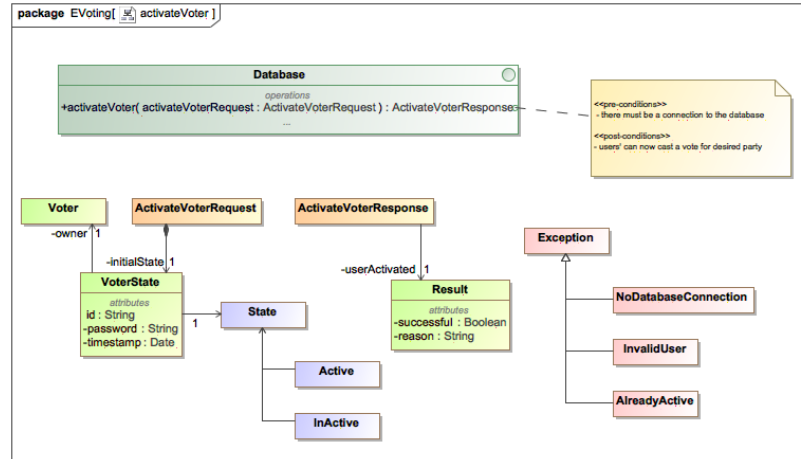 package EVoting[ activateVoter ]
Database
operations
+activateVoter( activateVoterRequest : ActivateVoterRequest ) : ActivateVoterResponse
...
<<pre-conditions>>
- there must be a connection to the database
<<post-conditions>>
- users' can now cast a vote for desired party
Voter
ActivateVoterRequest
ActivateVoterResponse
-owner 1
-initialState 1
-userActivated 1
Exception
VoterState
attributes
id : String
-password : String
-timestamp : Date
1
State
Result
attributes
-successful : Boolean
-reason : String
NoDatabaseConnection
InvalidUser
Active
AlreadyActive
InActive